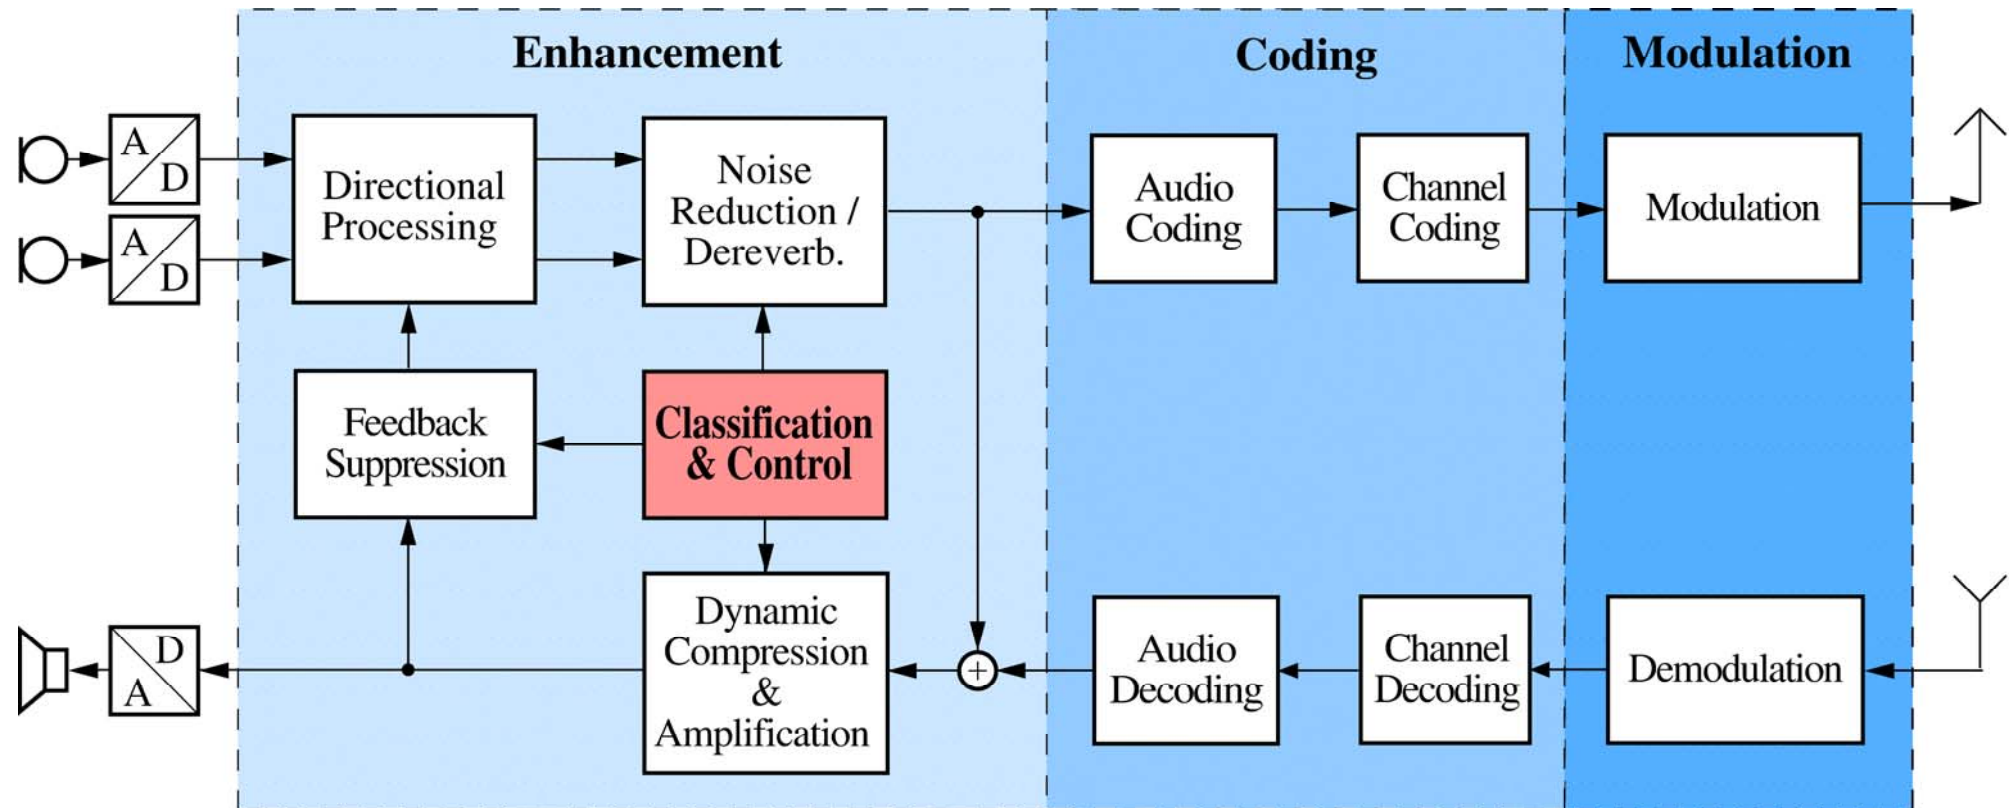 Enhancement
Coding
Modulation
A
D
A
D
Directional
Processing
Noise
Reduction /
Dereverb.
Audio
Coding
Channel
Coding
Modulation
Feedback
Suppression
Classification
& Control
D
A
Dynamic
Compression
&
Amplification
+
Audio
Decoding
Channel
Decoding
Demodulation